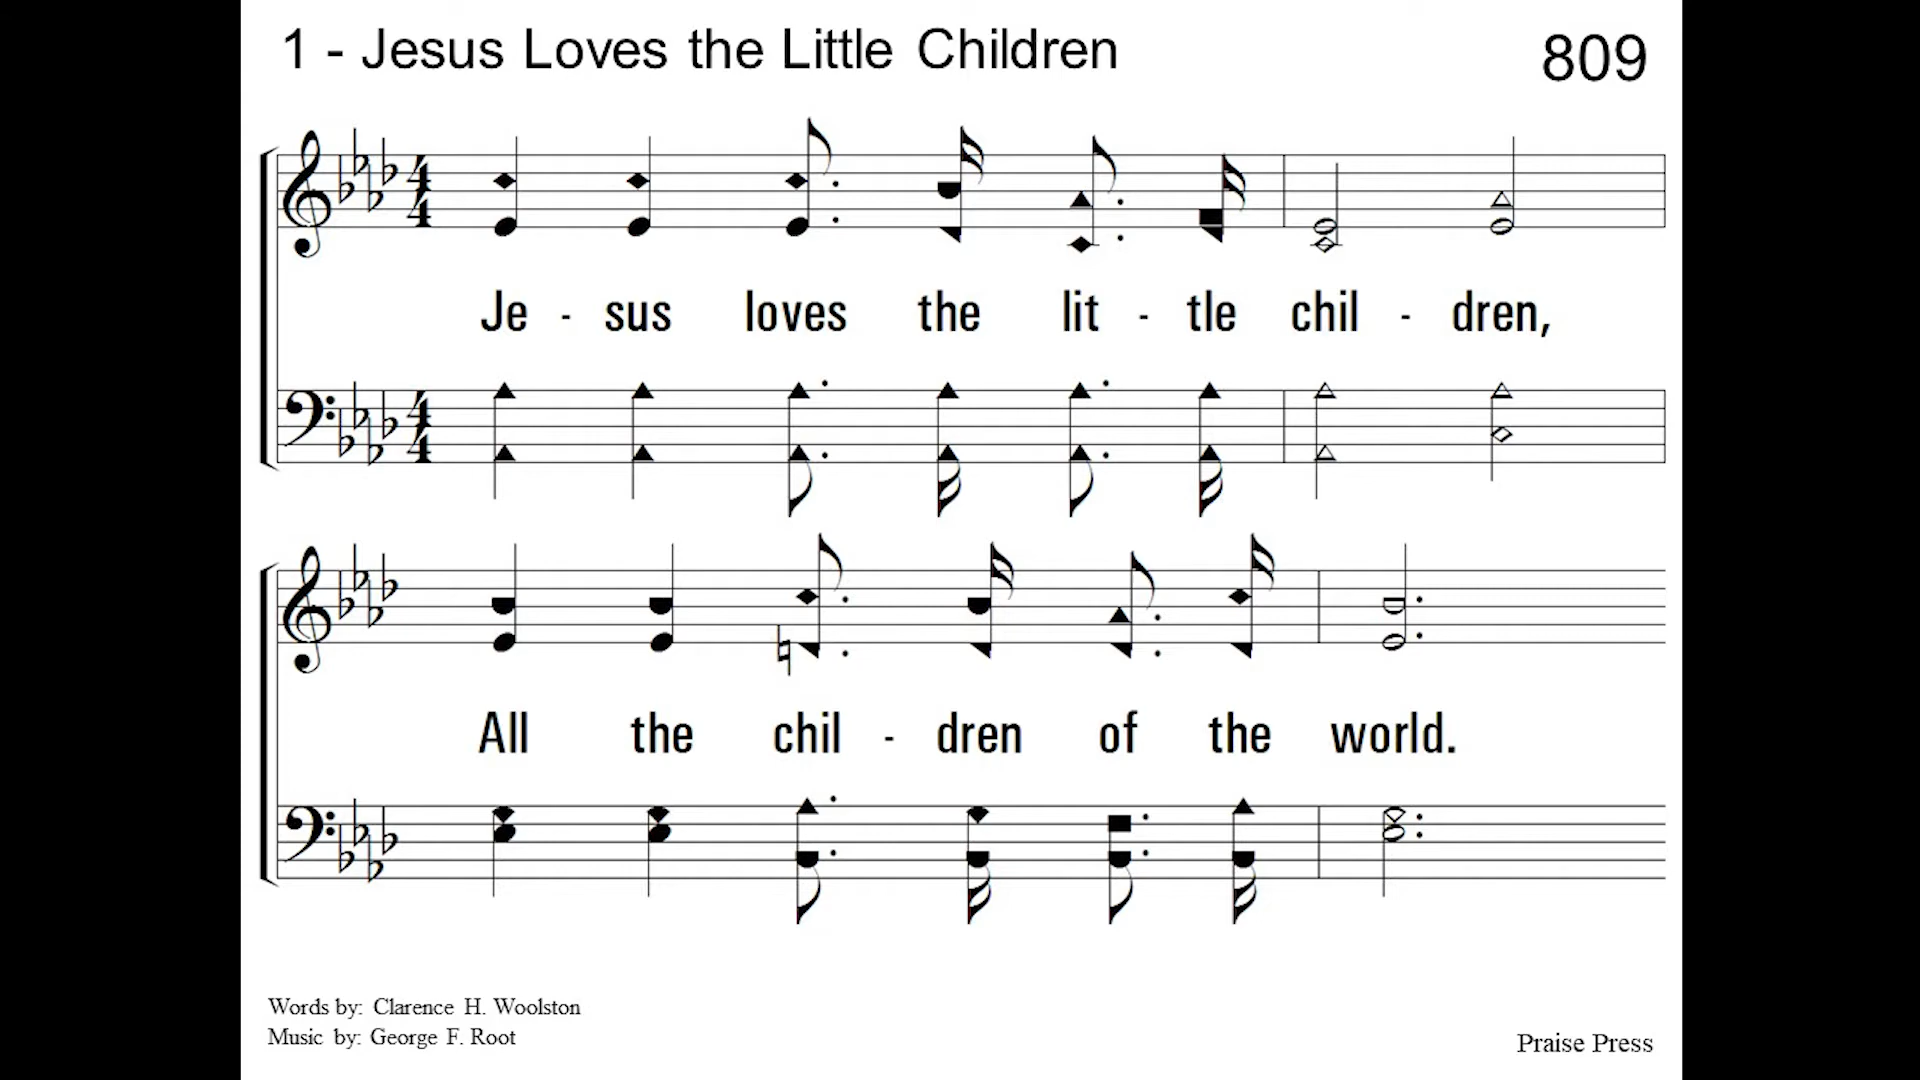 1 - Jesus Loves the Little Children
809
Je - sus loves the lit - tle chil - dren,
All the chil - dren of the world.
Words by: Clarence H. Woolston
Music by: George F. Root
Praise Press